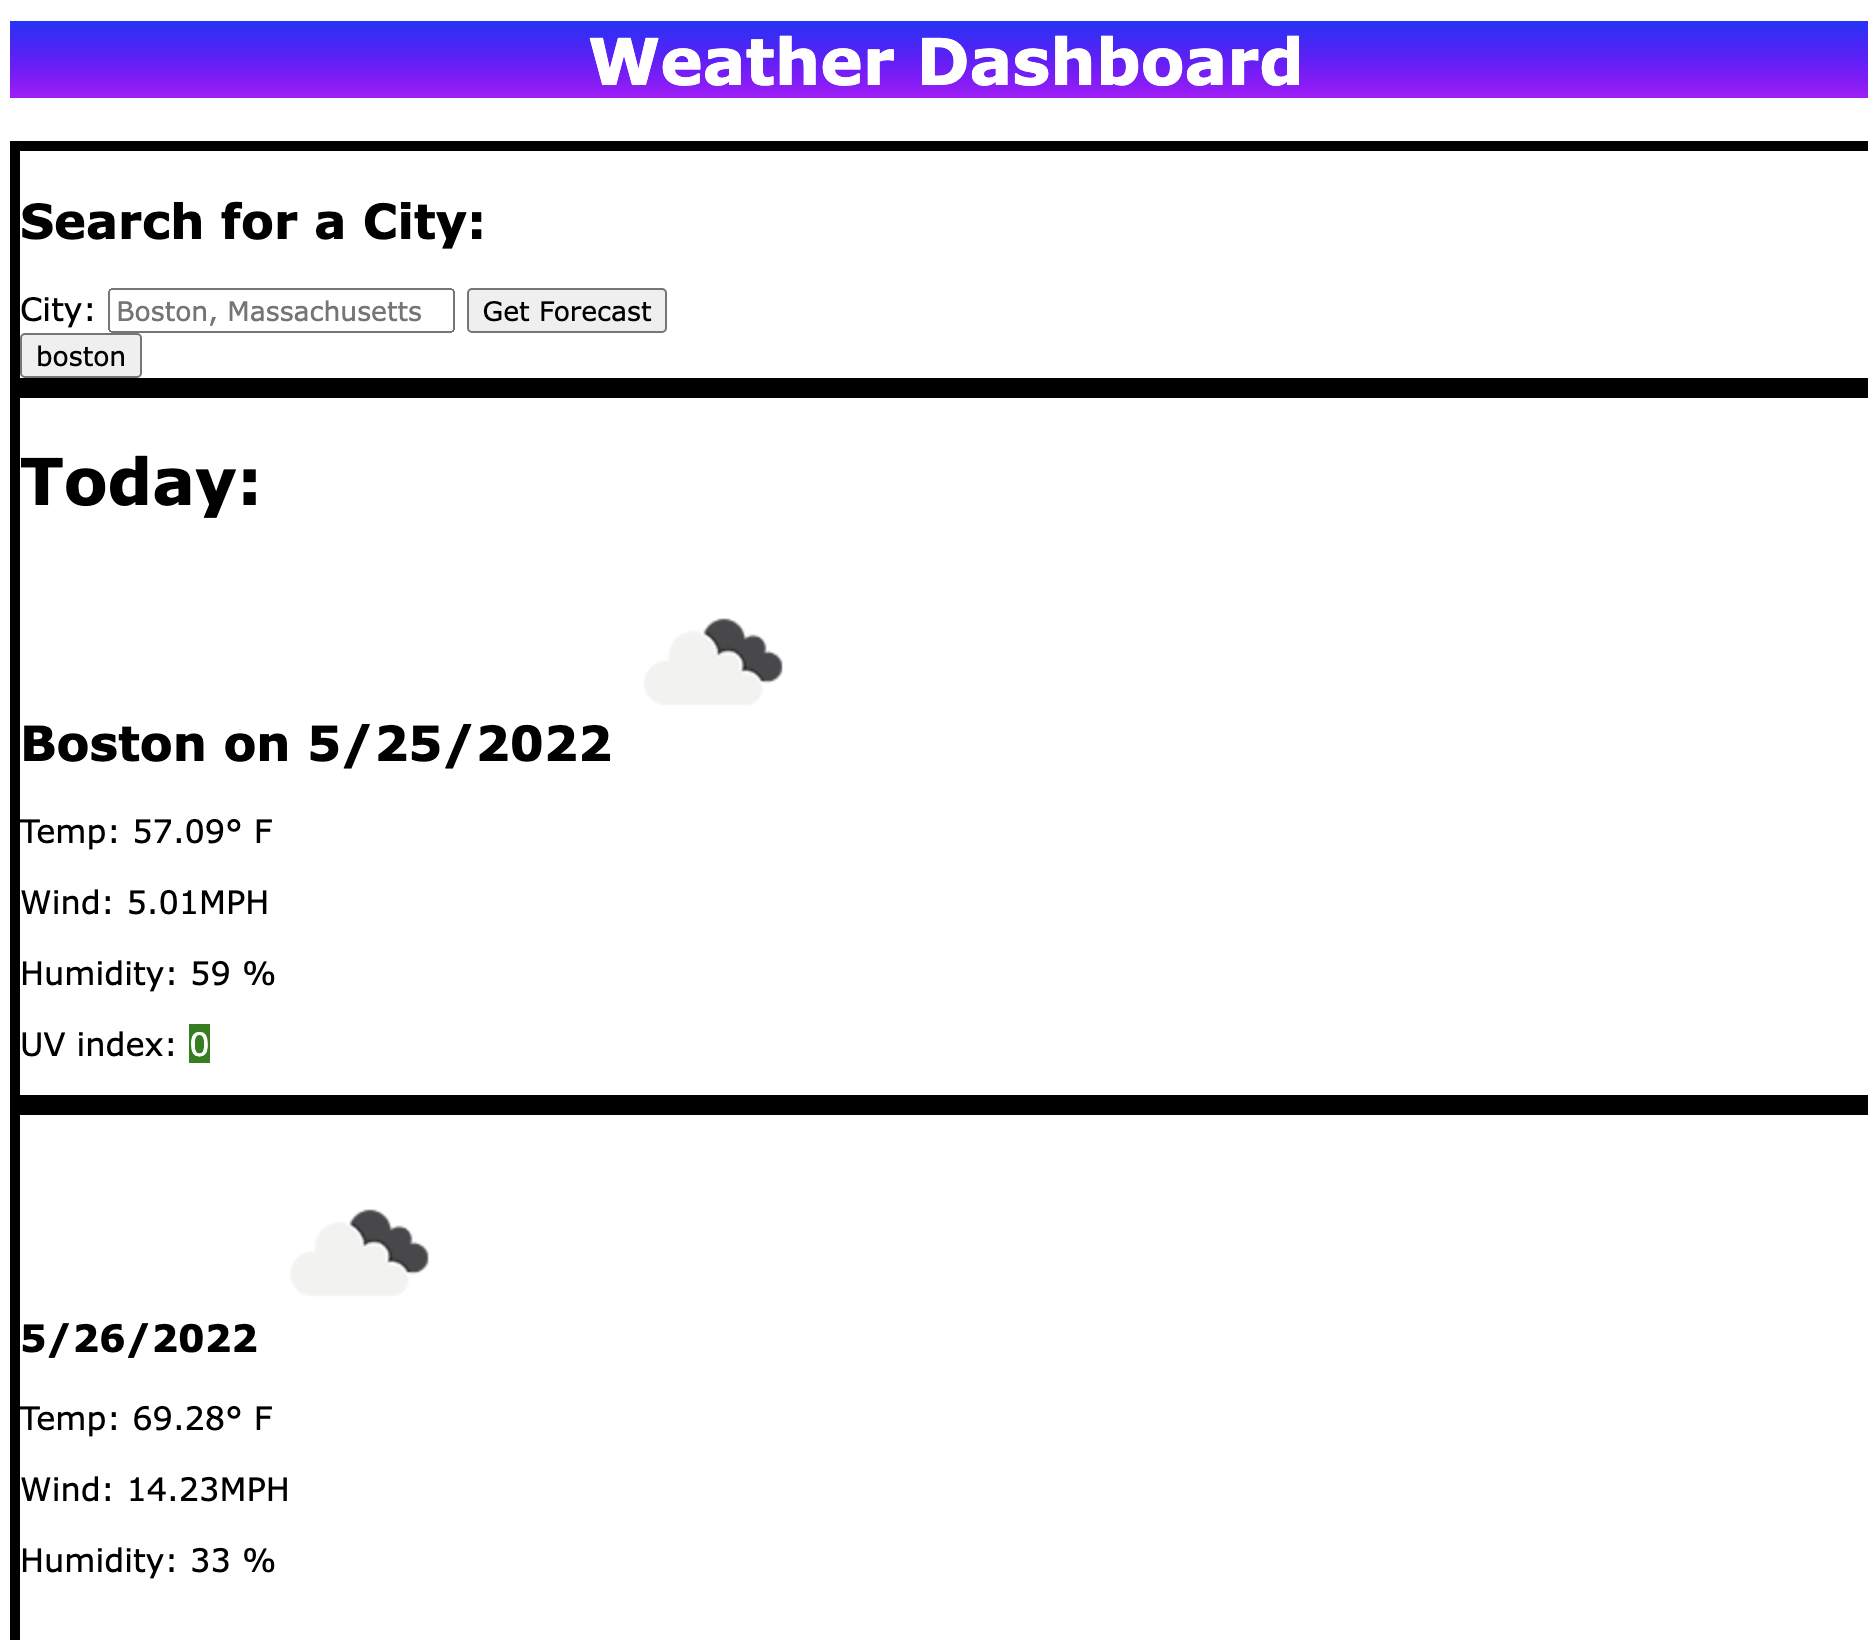 Weather Dashboard
Search for a City:
City: Boston, Massachusetts Get Forecast
boston
Today:
Boston on 5/25/2022
Temp: 57.09° F
Wind: 5.01MPH
Humidity: 59 %
UV index: 0
5/26/2022
Temp: 69.28° F
Wind: 14.23MPH
Humidity: 33 %